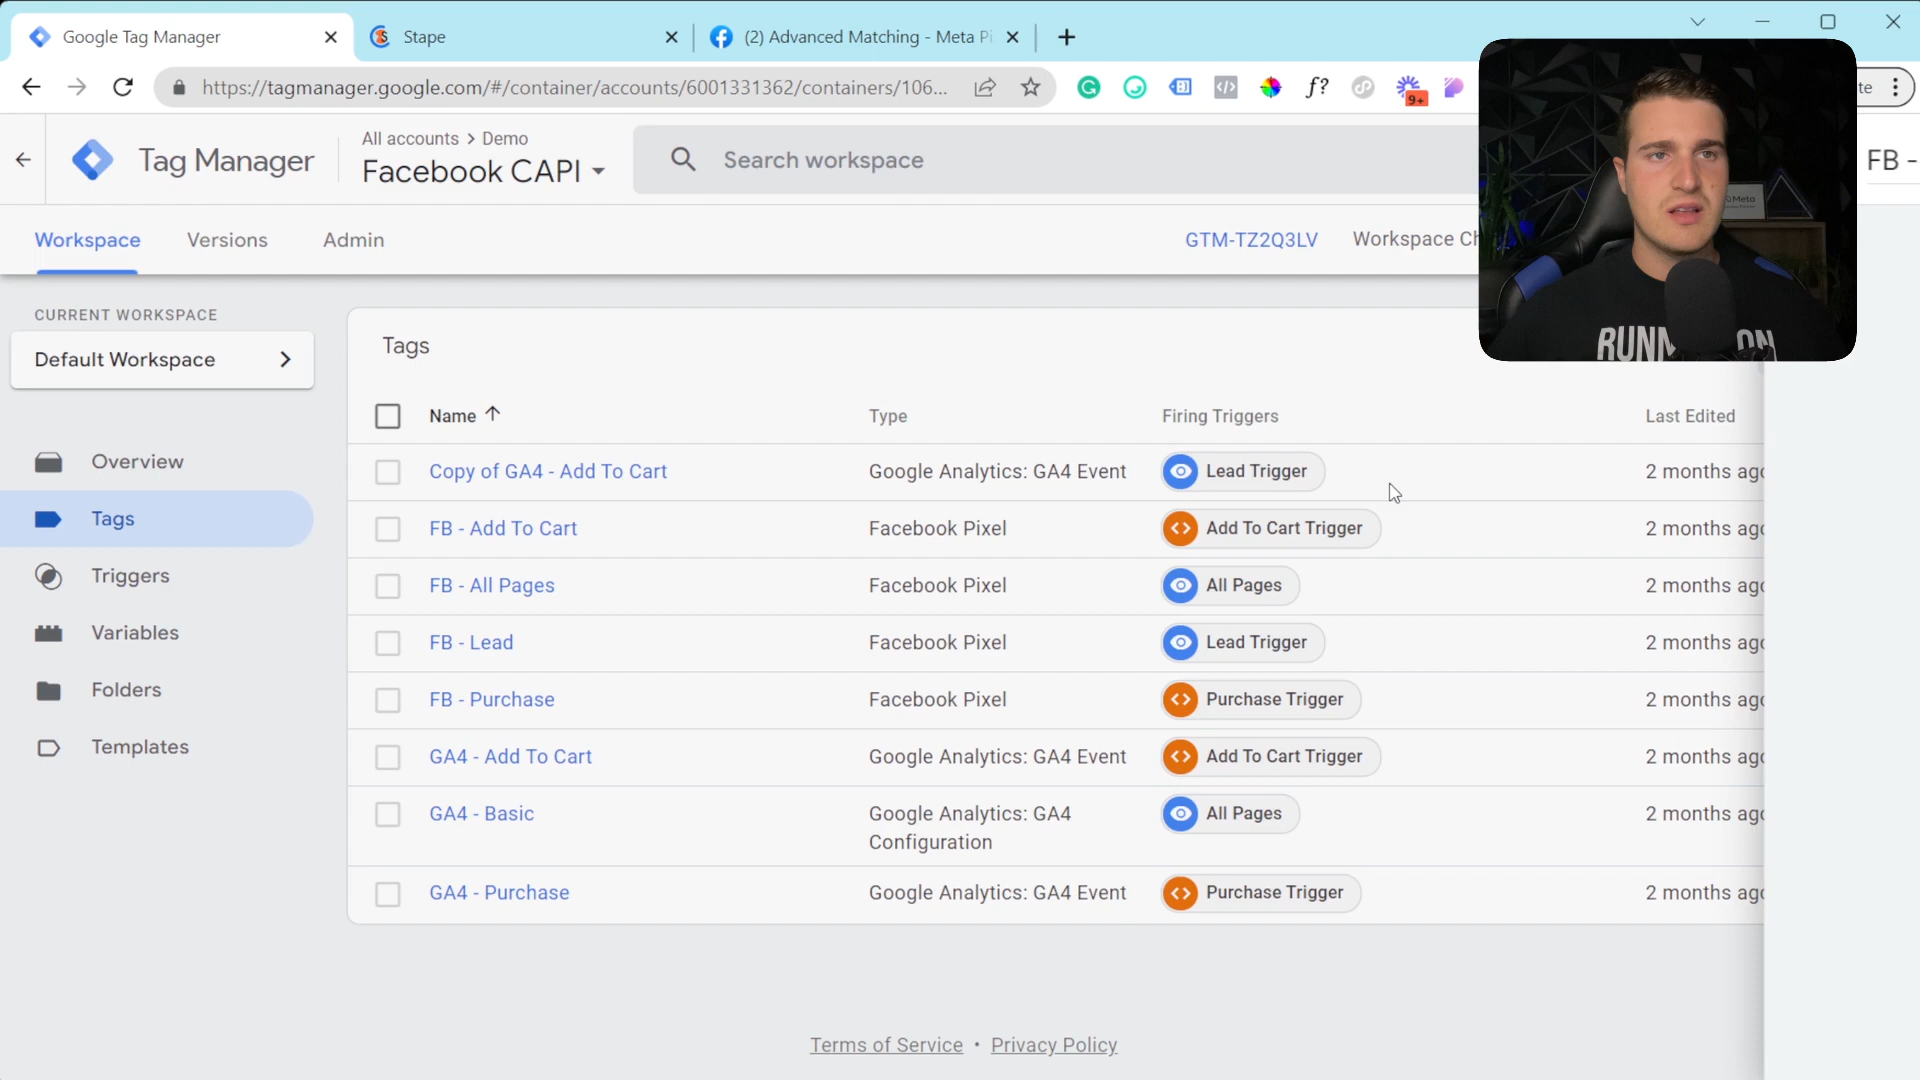 Google Tag Manager
Stape
(2) Advanced Matching - Meta Pi
https://tagmanager.google.com/#/container/accounts/6001331362/containers/106...
f?
9+
te
Tag Manager
All accounts > Demo
Facebook CAPI
Search workspace
FB -
Meta
Workspace
Versions
Admin
GTM-TZ2Q3LV
Workspace Ch
CURRENT WORKSPACE
Default Workspace
Overview
Tags
Triggers
Variables
Folders
Templates
Tags
Name
Type
Firing Triggers
Last Edited
Copy of GA4 - Add To Cart
Google Analytics: GA4 Event
Lead Trigger
2 months ago
FB - Add To Cart
Facebook Pixel
Add To Cart Trigger
2 months ago
FB - All Pages
Facebook Pixel
All Pages
2 months ago
FB - Lead
Facebook Pixel
Lead Trigger
2 months ago
FB - Purchase
Facebook Pixel
Purchase Trigger
2 months ago
GA4 - Add To Cart
Google Analytics: GA4 Event
Add To Cart Trigger
2 months ago
GA4 - Basic
Google Analytics: GA4
Configuration
All Pages
2 months ago
GA4 - Purchase
Google Analytics: GA4 Event
Purchase Trigger
2 months ago
Terms of Service • Privacy Policy